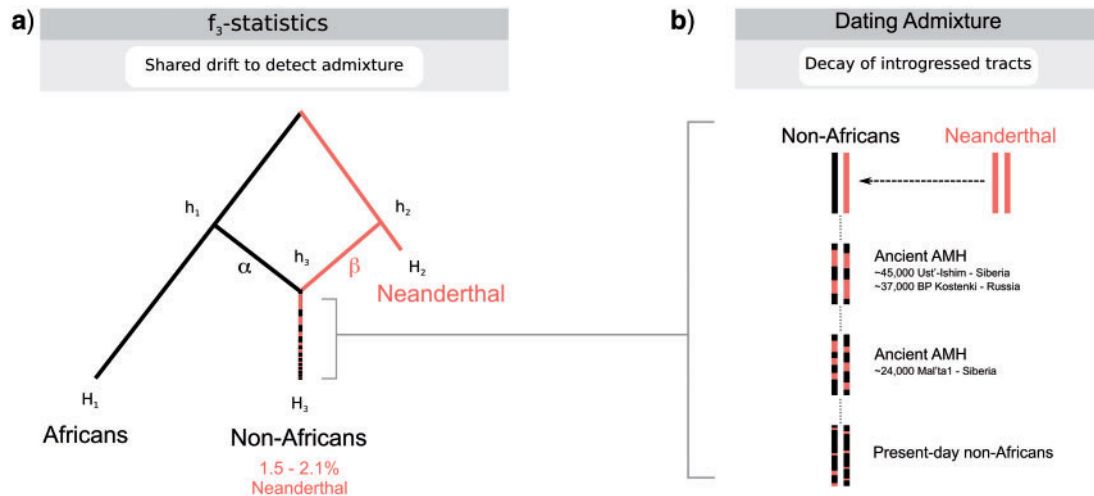 a)
f₃-statistics
Shared drift to detect admixture
h₁
h₂
h₃
α
β
H₂
Neanderthal
H₁
H₃
Africans
Non-Africans
1.5 - 2.1%
Neanderthal
b)
Dating Admixture
Decay of introgressed tracts
Non-Africans
Neanderthal
Ancient AMH
~45,000 Ust'-Ishim - Siberia
~37,000 BP Kostenki - Russia
Ancient AMH
~24,000 Mal'ta1 - Siberia
Present-day non-Africans